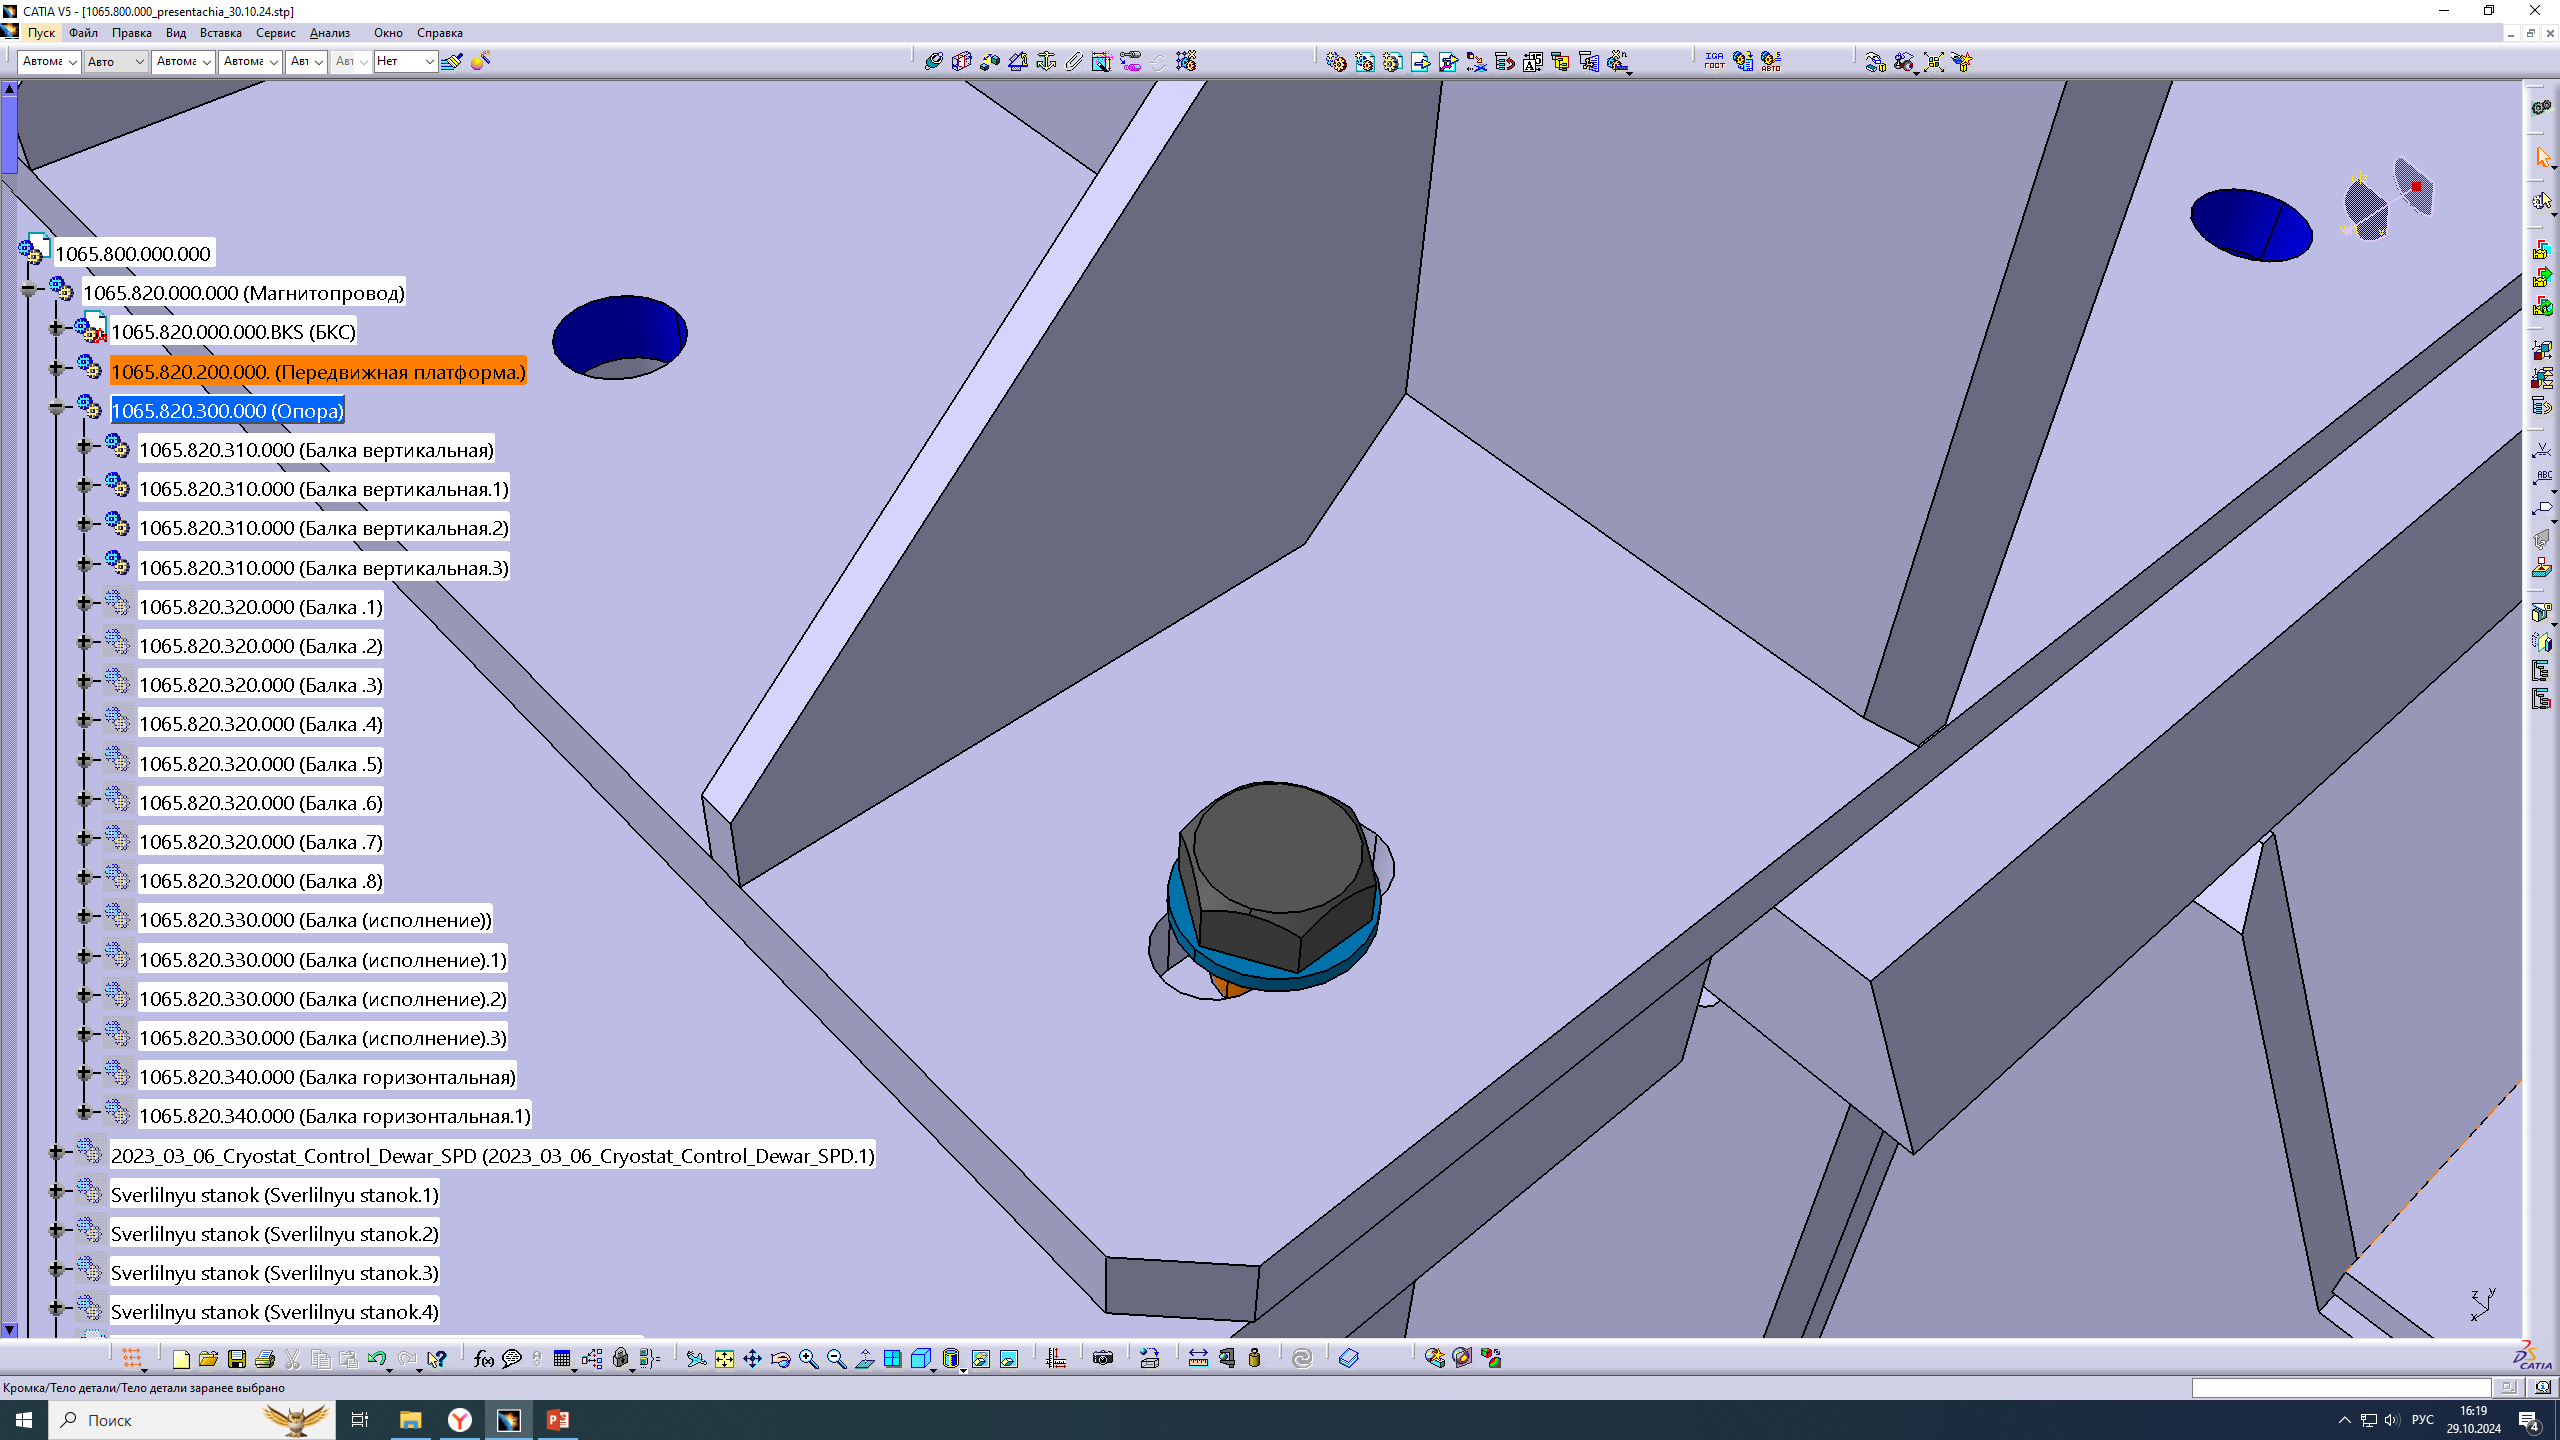 CATIA V5 - [1065.800.000_presentachia_30.10.24.stp]
Пуск Файл Правка Вид Вставка Сервис Анализ Окно Справка
Автома Авто Автома Автома Авт Авт Нет
1065.800.000.000
1065.820.000.000 (Магнитопровод)
1065.820.000.000.BKS (БКС)
1065.820.200.000. (Передвижная платформа.)
1065.820.300.000 (Опора)
1065.820.310.000 (Балка вертикальная)
1065.820.310.000 (Балка вертикальная.1)
1065.820.310.000 (Балка вертикальная.2)
1065.820.310.000 (Балка вертикальная.3)
1065.820.320.000 (Балка .1)
1065.820.320.000 (Балка .2)
1065.820.320.000 (Балка .3)
1065.820.320.000 (Балка .4)
1065.820.320.000 (Балка .5)
1065.820.320.000 (Балка .6)
1065.820.320.000 (Балка .7)
1065.820.320.000 (Балка .8)
1065.820.330.000 (Балка (исполнение))
1065.820.330.000 (Балка (исполнение).1)
1065.820.330.000 (Балка (исполнение).2)
1065.820.330.000 (Балка (исполнение).3)
1065.820.340.000 (Балка горизонтальная)
1065.820.340.000 (Балка горизонтальная.1)
2023_03_06_Cryostat_Control_Dewar_SPD (2023_03_06_Cryostat_Control_Dewar_SPD.1)
Sverlilnyu stanok (Sverlilnyu stanok.1)
Sverlilnyu stanok (Sverlilnyu stanok.2)
Sverlilnyu stanok (Sverlilnyu stanok.3)
Sverlilnyu stanok (Sverlilnyu stanok.4)
z y
x
CATIA
Кромка/Тело детали/Тело детали заранее выбрано
Поиск
РУС
16:19
29.10.2024
4